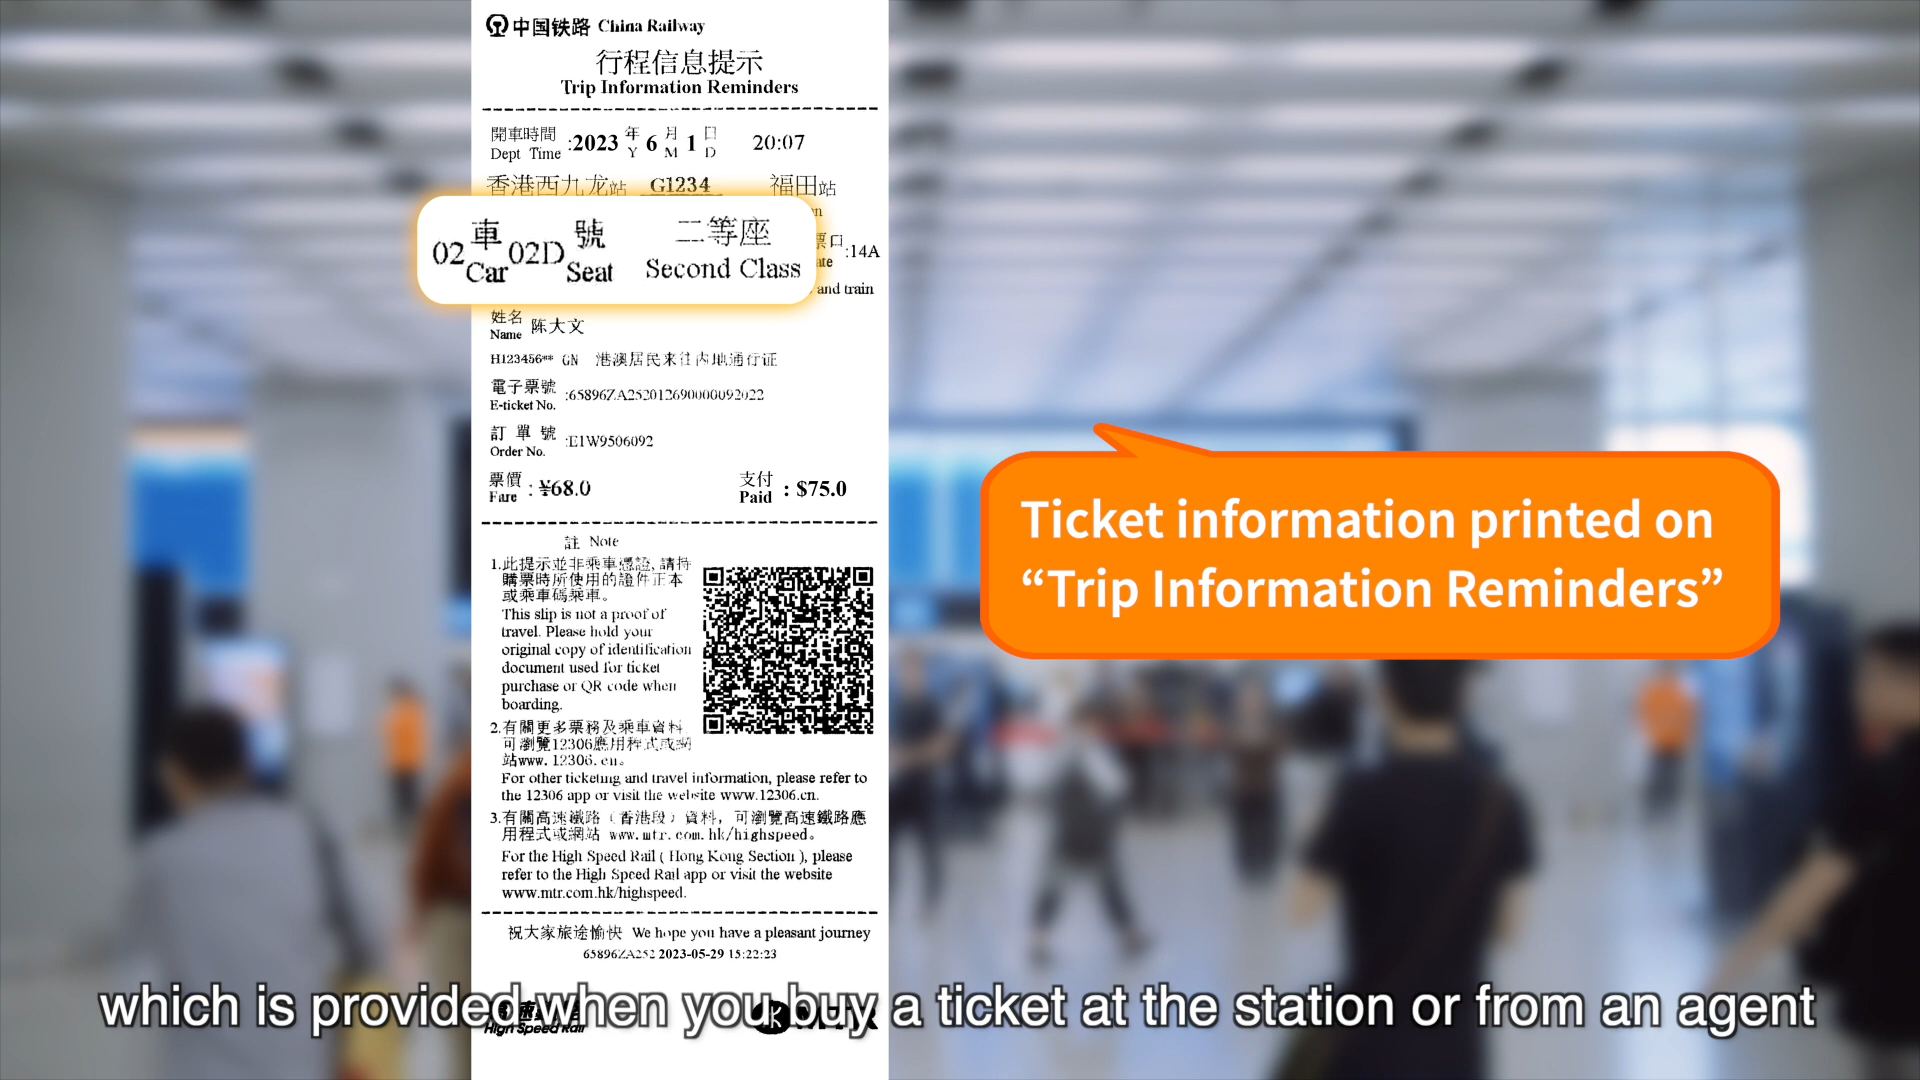 中国铁路 China Railway
行程信息提示
Trip Information Reminders
開車時間 Dept Time :2023 年 Y 6 月 M 1 日 D 20:07
香港西九龙站 G1234 福田站
02 車 Car 02D 號 Seat 二等座 Second Class
票口 :14A
and train
姓名 Name 陈大文
H123456** GN 港澳居民来往内地通行证
電子票號 E-ticket No. :65896ZA252012690000092022
訂單號 Order No. :E1W9506092
票價 Fare : ¥68.0 支付 Paid : $75.0
註 Note
1.此提示並非乘車憑證,請持
購票時所使用的證件正本
或乘車碼乘車。
This slip is not a proof of
travel. Please hold your
original copy of identification
document used for ticket
purchase or QR code when
boarding.
2.有關更多票務及乘車資料
可瀏覽12306應用程式或網
站www.12306.cn。
For other ticketing and travel information, please refer to
the 12306 app or visit the website www.12306.cn.
3.有關高速鐵路（香港段）資料，可瀏覽高速鐵路應
用程式或網站 www.mtr.com.hk/highspeed。
For the High Speed Rail ( Hong Kong Section ), please
refer to the High Speed Rail app or visit the website
www.mtr.com.hk/highspeed.
祝大家旅途愉快 We hope you have a pleasant journey
65896ZA252 2023-05-29 15:22:23
High Speed Rail
Ticket information printed on
“Trip Information Reminders”
which is provided when you buy a ticket at the station or from an agent